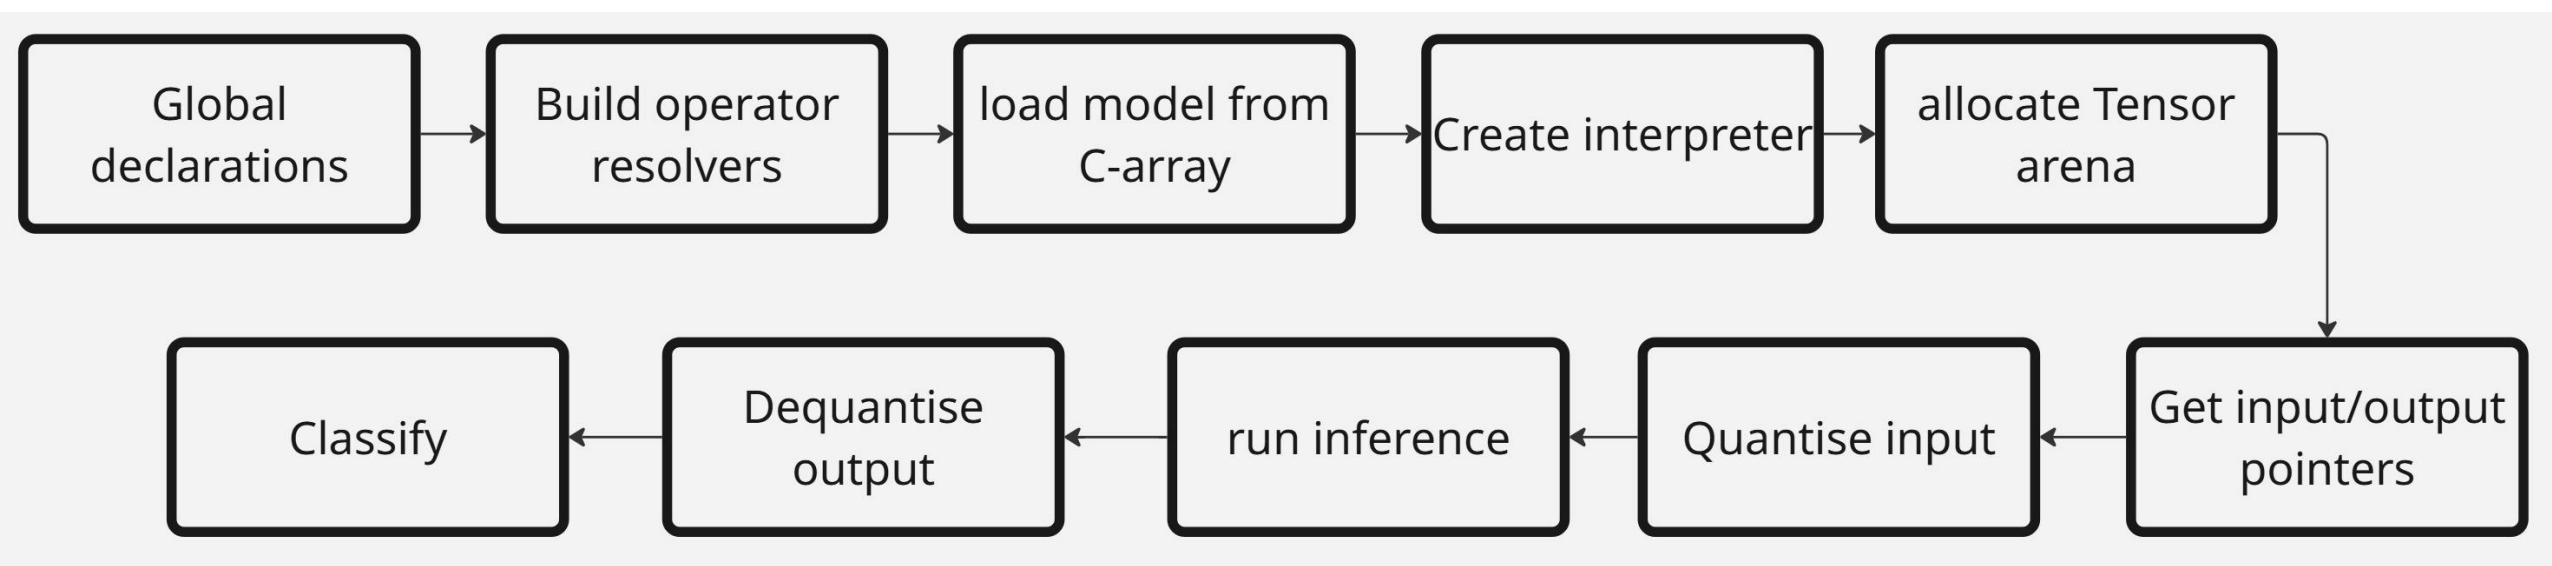 Global
declarations
Build operator
resolvers
load model from
C-array
Create interpreter
allocate Tensor
arena
Get input/output
pointers
Quantise input
run inference
Dequantise
output
Classify